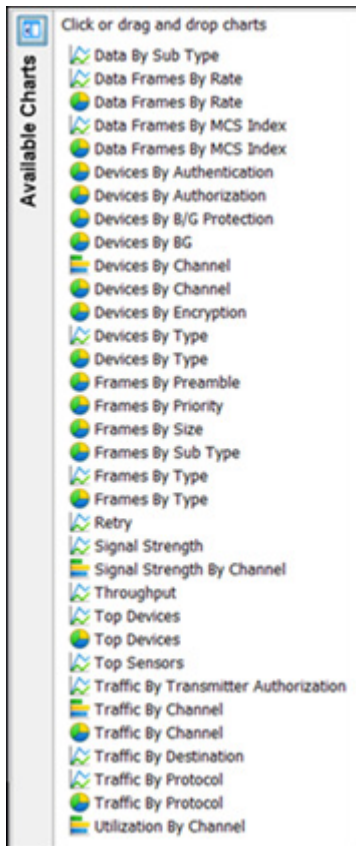 Available Charts
Click or drag and drop charts
Data By Sub Type
Data Frames By Rate
Data Frames By Rate
Data Frames By MCS Index
Data Frames By MCS Index
Devices By Authentication
Devices By Authorization
Devices By B/G Protection
Devices By BG
Devices By Channel
Devices By Channel
Devices By Encryption
Devices By Type
Devices By Type
Frames By Preamble
Frames By Priority
Frames By Size
Frames By Sub Type
Frames By Type
Frames By Type
Retry
Signal Strength
Signal Strength By Channel
Throughput
Top Devices
Top Devices
Top Sensors
Traffic By Transmitter Authorization
Traffic By Channel
Traffic By Channel
Traffic By Destination
Traffic By Protocol
Traffic By Protocol
Utilization By Channel